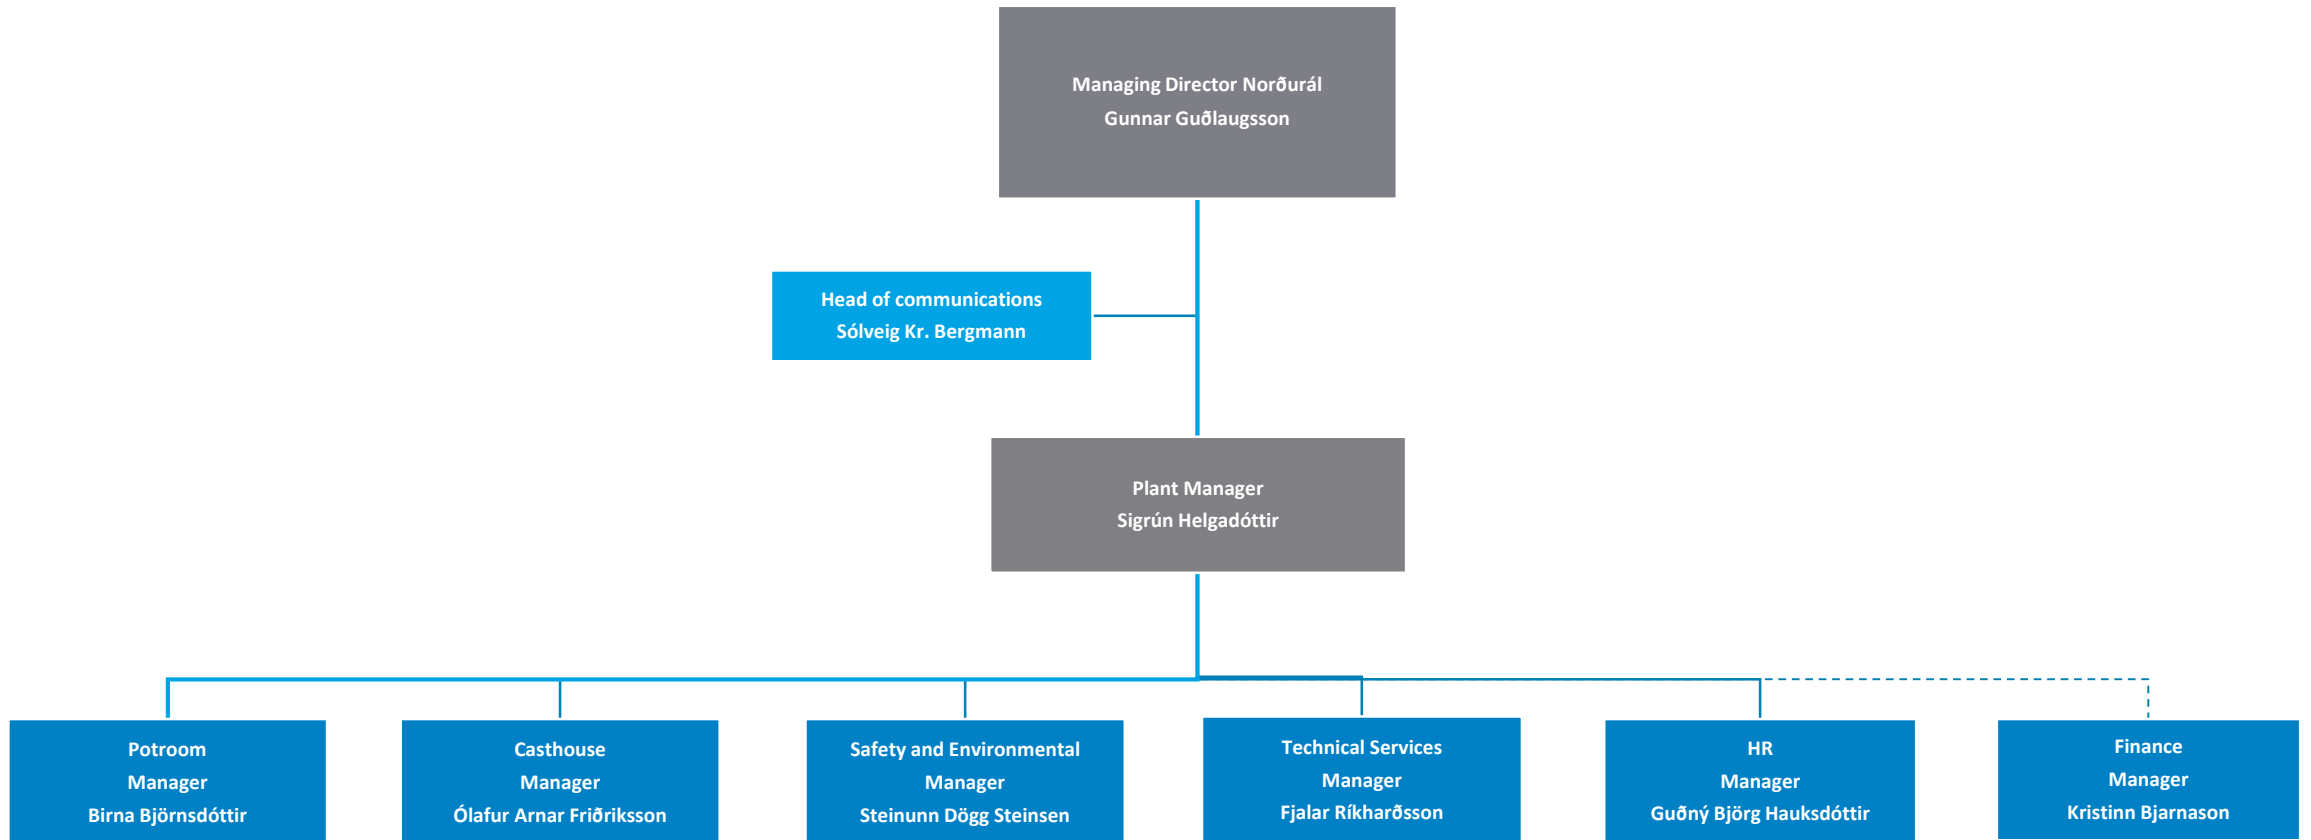 Managing Director Norðurál
Gunnar Guðlaugsson
Head of communications
Sólveig Kr. Bergmann
Plant Manager
Sigrún Helgadóttir
Potroom
Manager
Birna Björnsdóttir
Casthouse
Manager
Ólafur Arnar Friðriksson
Safety and Environmental
Manager
Steinunn Dögg Steinsen
Technical Services
Manager
Fjalar Ríkharðsson
HR
Manager
Guðný Björg Hauksdóttir
Finance
Manager
Kristinn Bjarnason